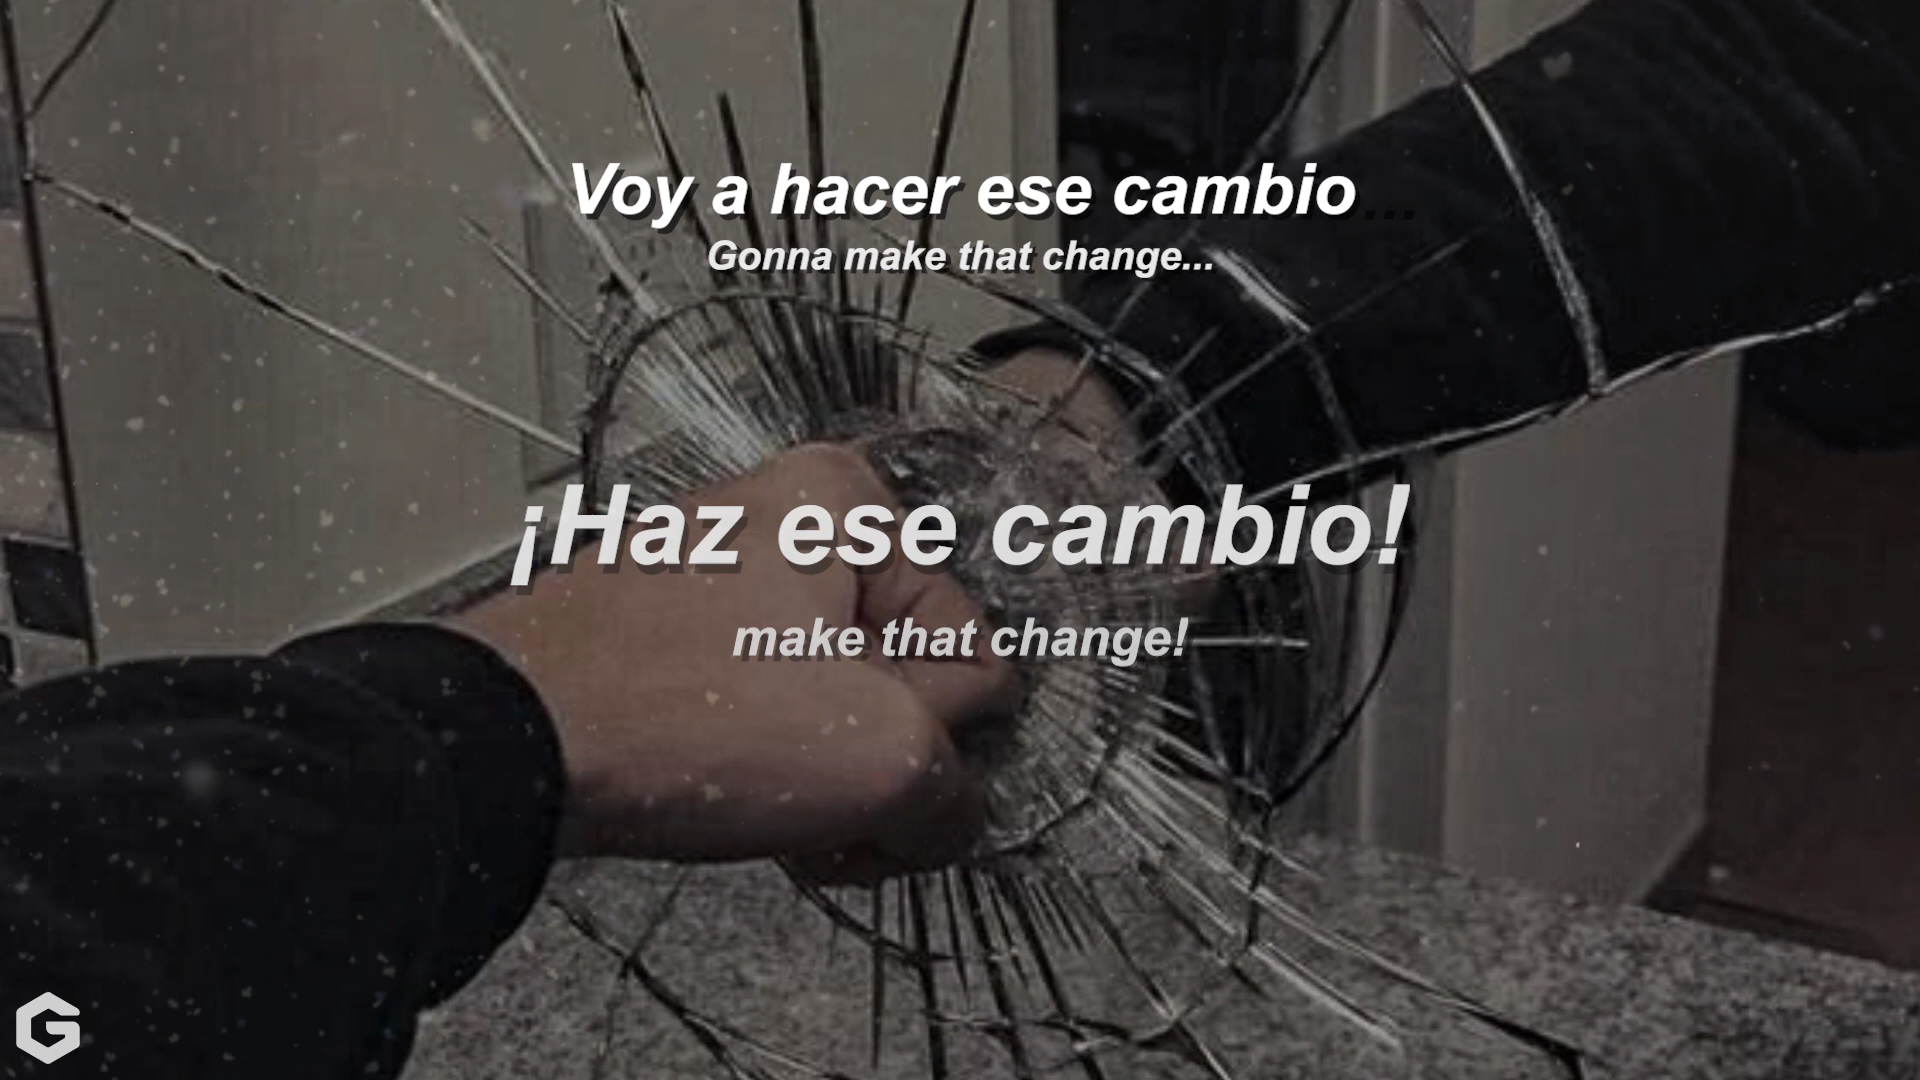 Voy a hacer ese cambio...
Gonna make that change...
¡Haz ese cambio!
make that change!